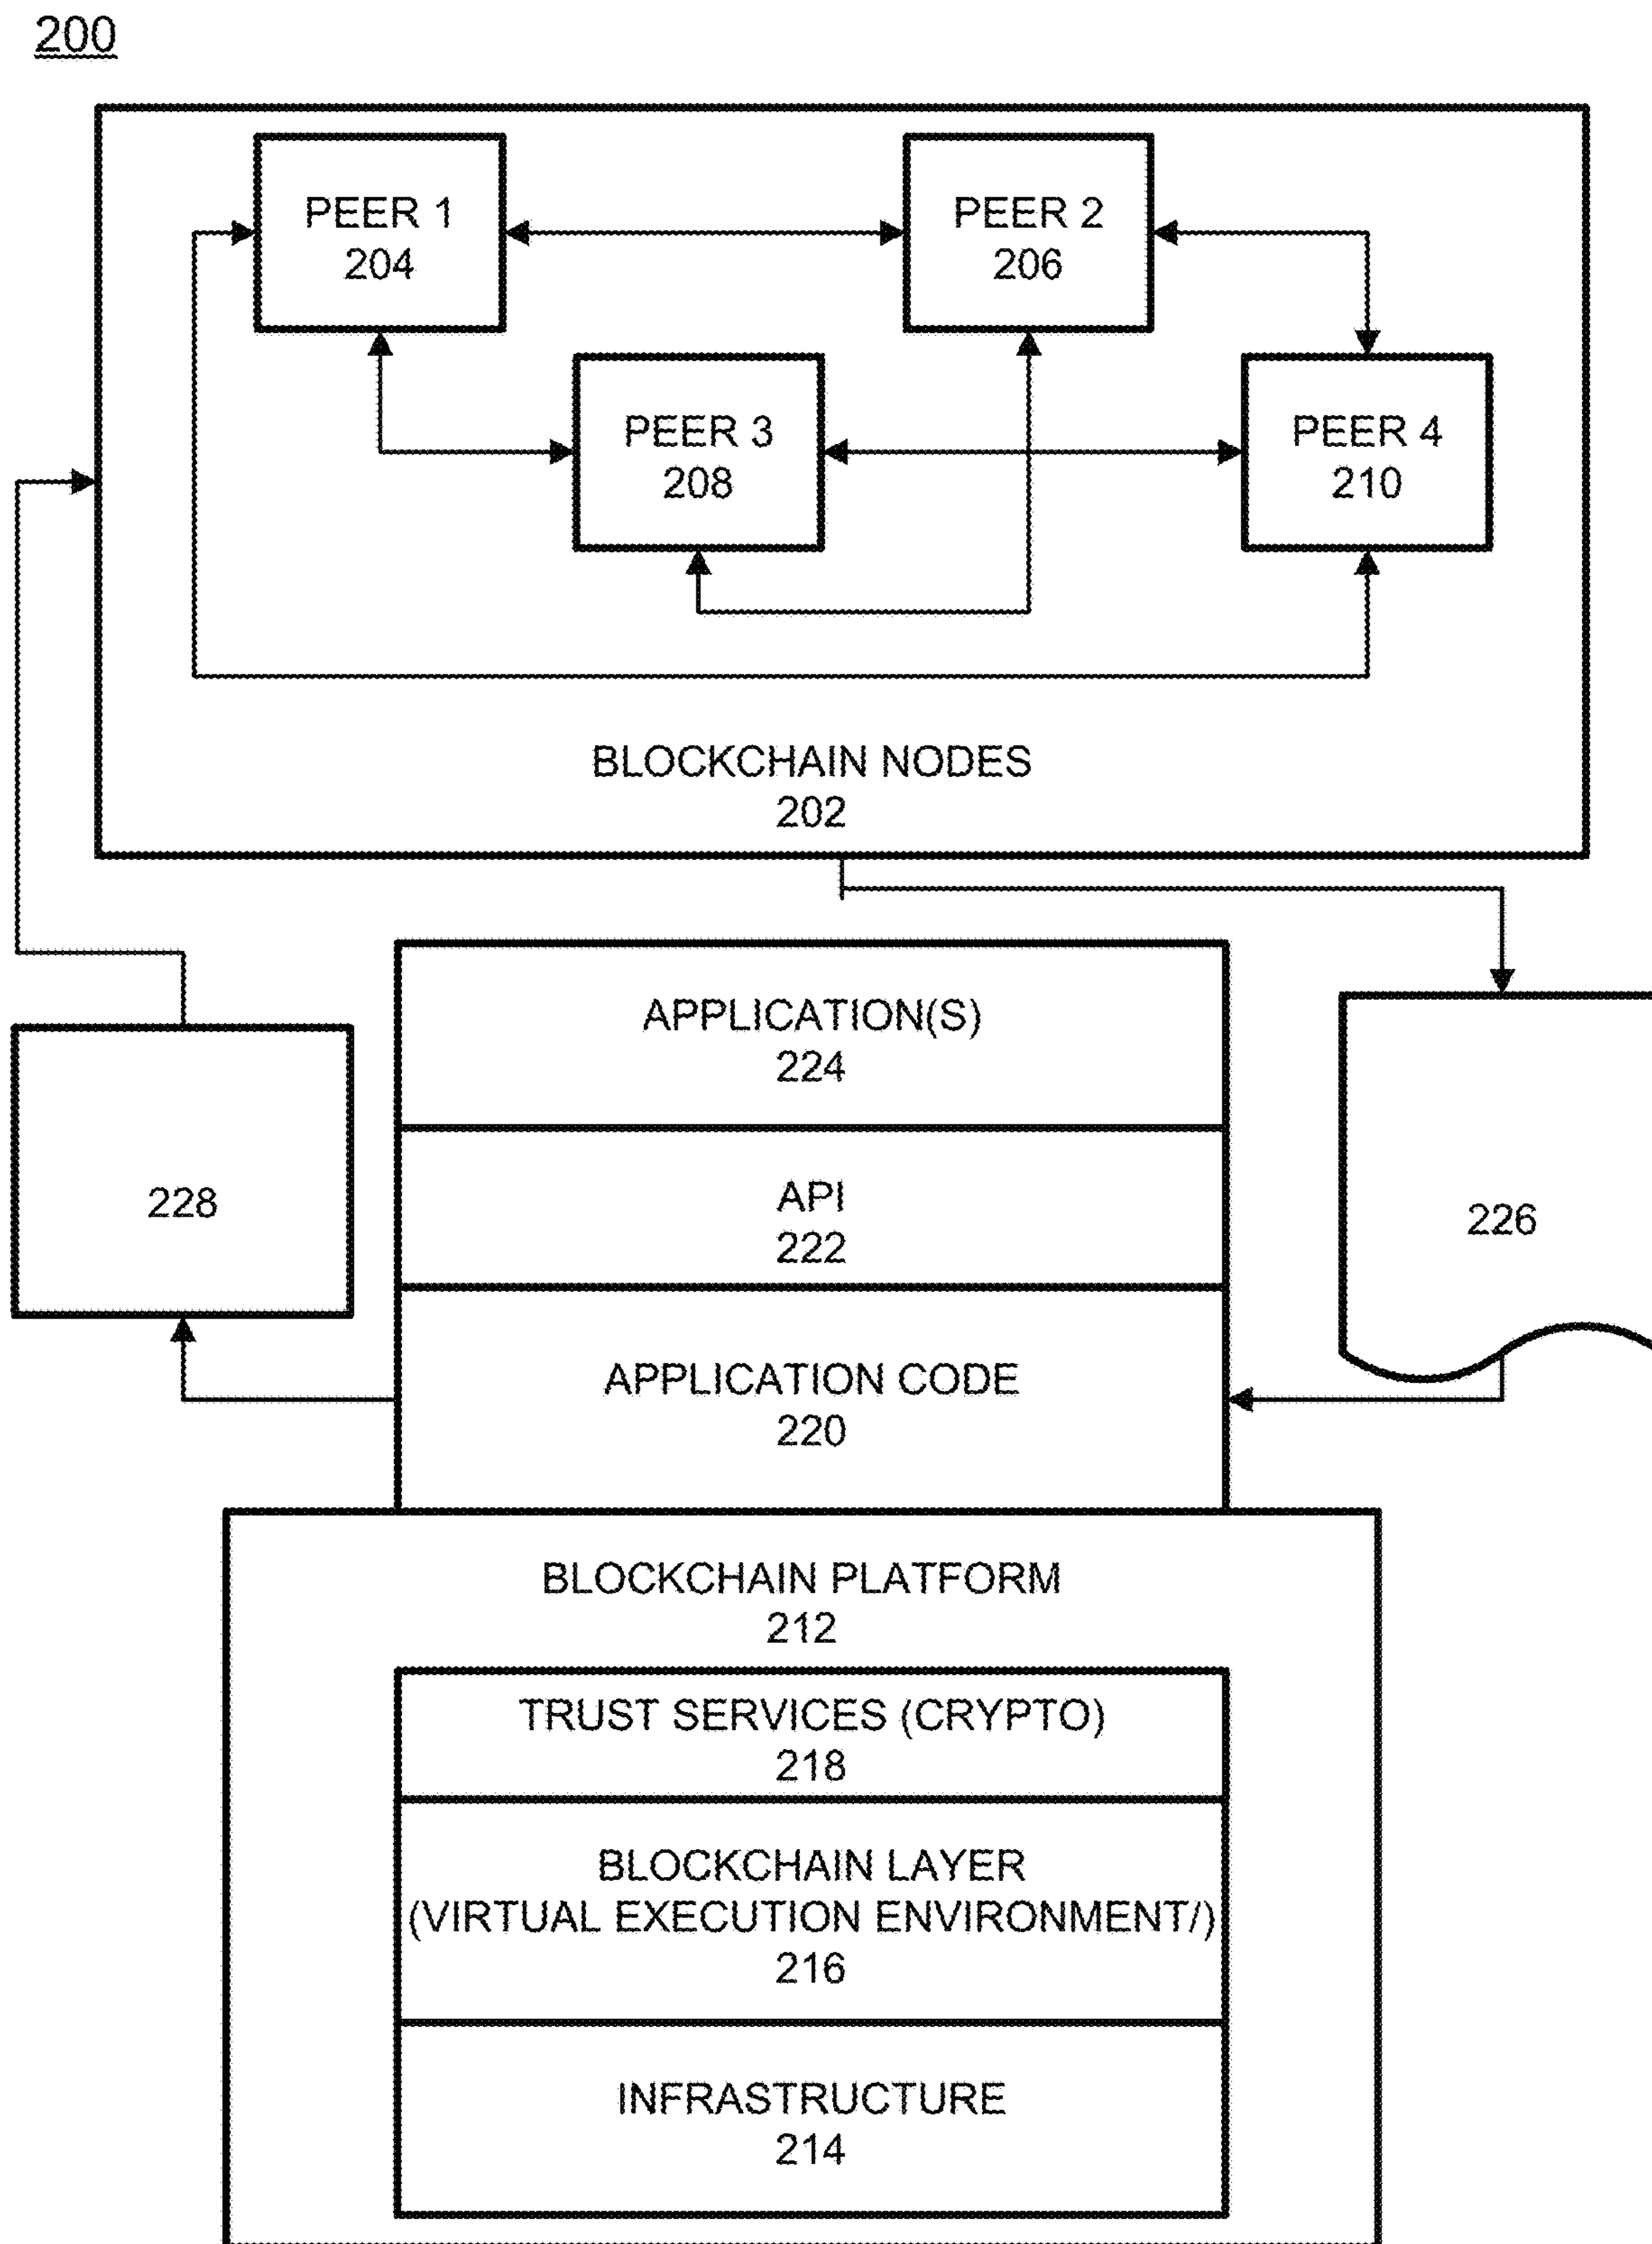 200
PEER 1
204
PEER 2
206
PEER 3
208
PEER 4
210
BLOCKCHAIN NODES
202
APPLICATION(S)
224
API
222
228
226
APPLICATION CODE
220
BLOCKCHAIN PLATFORM
212
TRUST SERVICES (CRYPTO)
218
BLOCKCHAIN LAYER
(VIRTUAL EXECUTION ENVIRONMENT/)
216
INFRASTRUCTURE
214